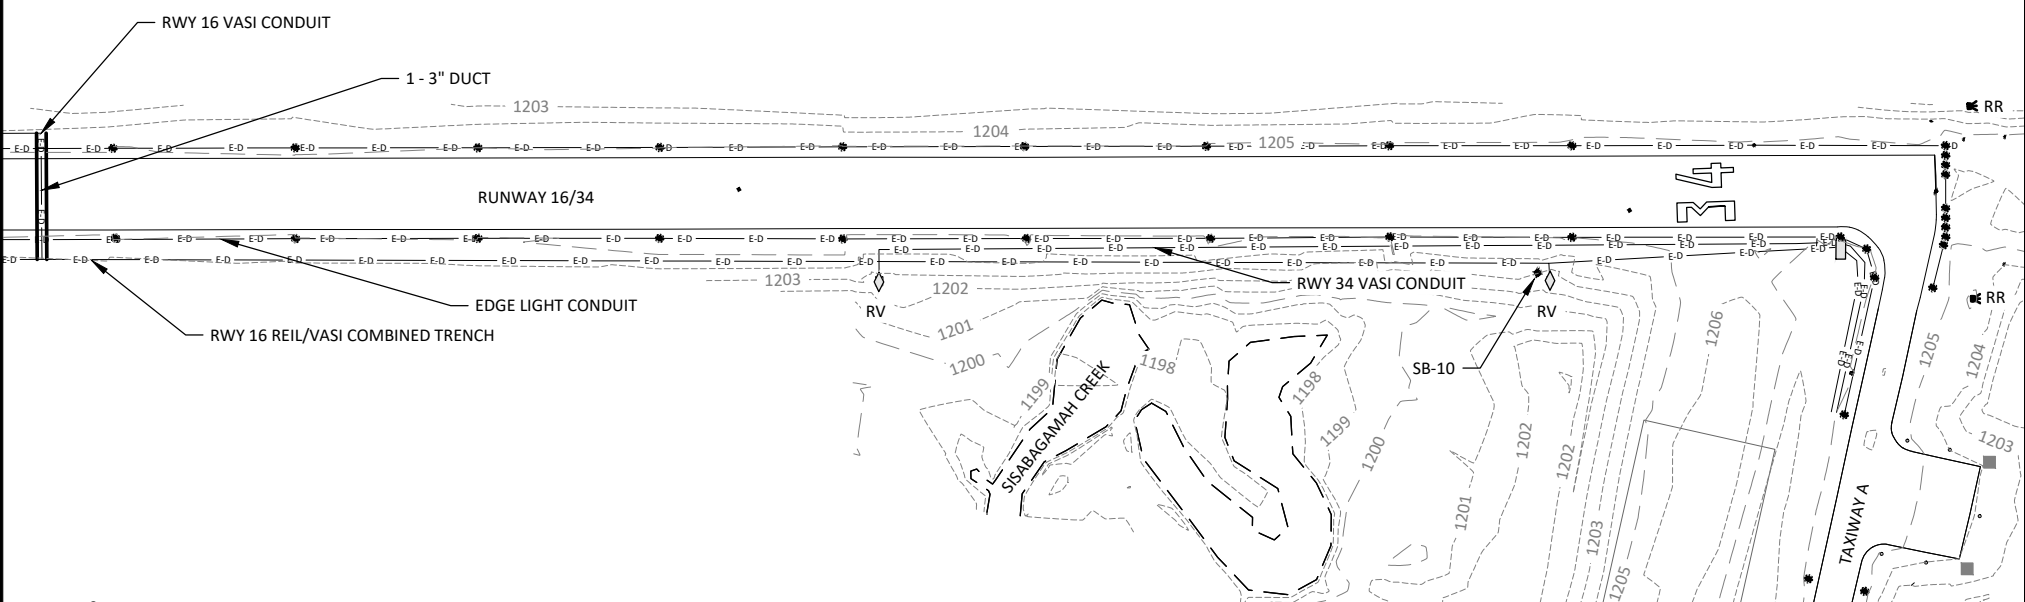 RWY 16 VASI CONDUIT
1 - 3" DUCT
1203
1204
1205
RR
RUNWAY 16/34
34
1203
1202
RV
RWY 34 VASI CONDUIT
RV
RR
EDGE LIGHT CONDUIT
RWY 16 REIL/VASI COMBINED TRENCH
1201
1200
1199
1198
1198
1199
1200
SB-10
1206
1205
1204
1203
SISABAGAMAH CREEK
1202
1202
1201
1203
1205
TAXIWAY A
E-D E-D E-D E-D E-D E-D E-D E-D E-D E-D E-D E-D E-D E-D E-D E-D E-D E-D E-D E-D
E-D E-D E-D E-D E-D E-D E-D E-D E-D E-D E-D E-D E-D E-D E-D E-D E-D E-D
E-D E-D E-D E-D E-D E-D E-D E-D E-D E-D E-D E-D
E-D E-D E-D E-D E-D E-D E-D E-D E-D E-D E-D E-D E-D E-D E-D E-D E-D